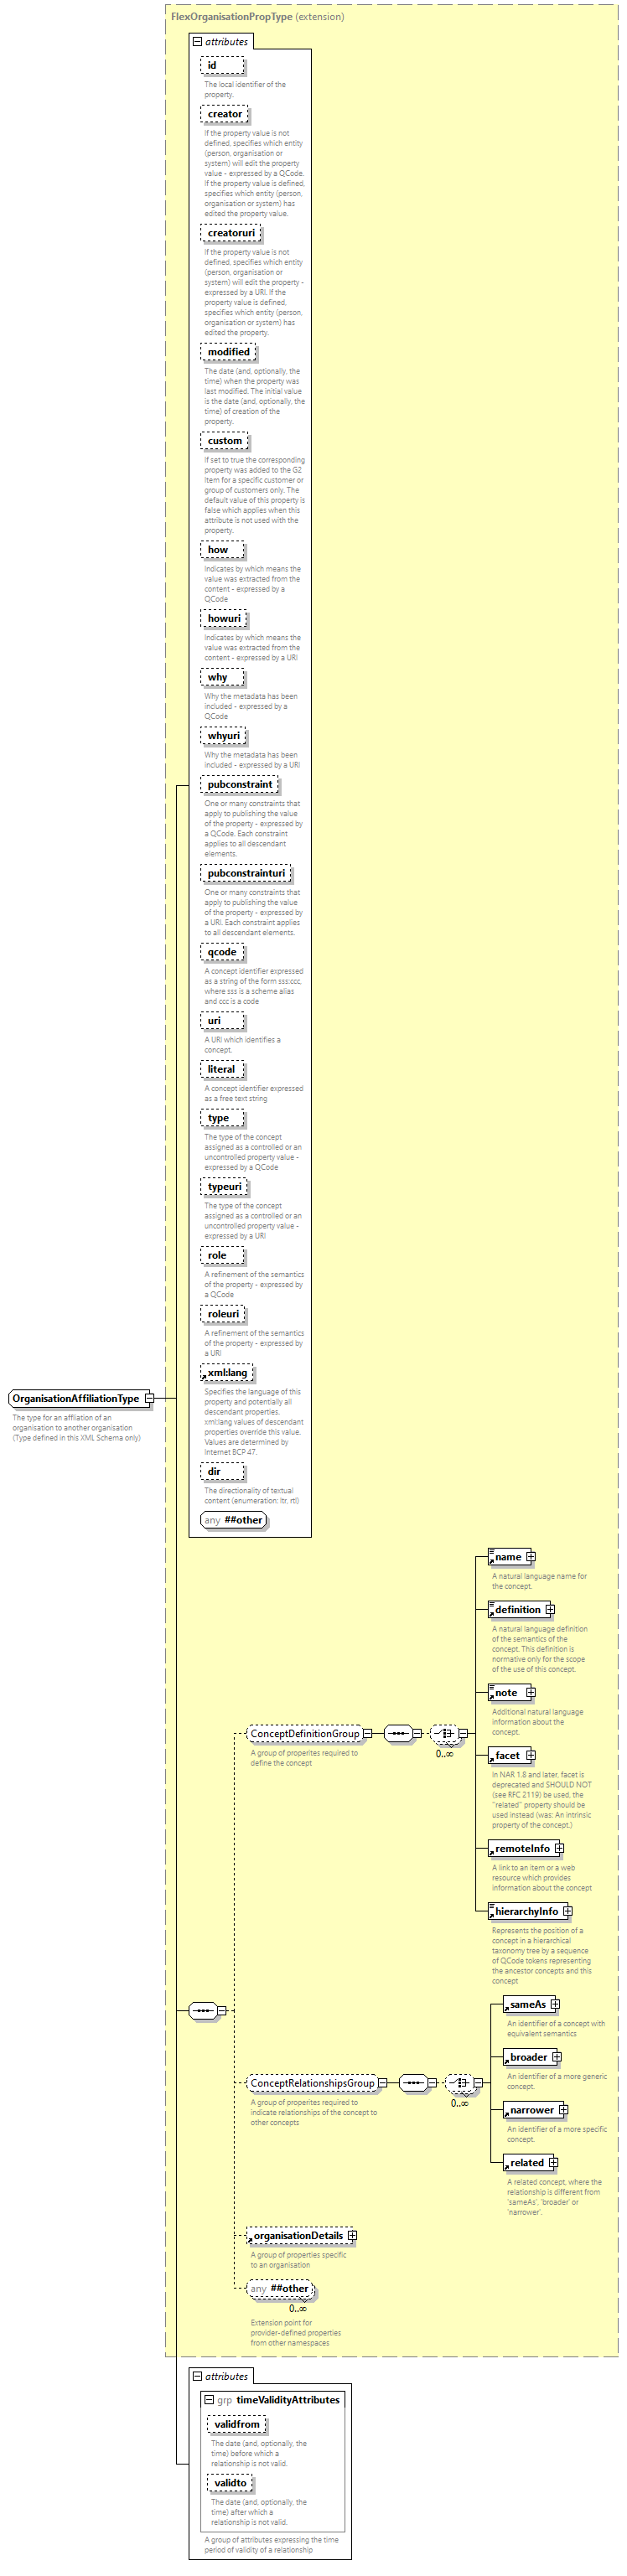 FlexOrganisationPropType (extension)
attributes
id
The local identifier of the
property.
creator
If the property value is not
defined, specifies which entity
(person, organisation or
system) will edit the property
value - expressed by a QCode.
If the property value is defined,
specifies which entity (person,
organisation or system) has
edited the property value.
creatoruri
If the property value is not
defined, specifies which entity
(person, organisation or
system) will edit the property -
expressed by a URI. If the
property value is defined,
specifies which entity (person,
organisation or system) has
edited the property.
modified
The date (and, optionally, the
time) when the property was
last modified. The initial value
is the date (and, optionally, the
time) of creation of the
property.
custom
If set to true the corresponding
property was added to the G2
Item for a specific customer or
group of customers only. The
default value of this property is
false which applies when this
attribute is not used with the
property.
how
Indicates by which means the
value was extracted from the
content - expressed by a
QCode
howuri
Indicates by which means the
value was extracted from the
content - expressed by a URI
why
Why the metadata has been
included - expressed by a
QCode
whyuri
Why the metadata has been
included - expressed by a URI
pubconstraint
One or many constraints that
apply to publishing the value
of the property - expressed by
a QCode. Each constraint
applies to all descendant
elements.
pubconstrainturi
One or many constraints that
apply to publishing the value
of the property - expressed by
a URI. Each constraint applies
to all descendant elements.
qcode
A concept identifier expressed
as a string of the form sss:ccc,
where sss is a scheme alias
and ccc is a code
uri
A URI which identifies a
concept.
literal
A concept identifier expressed
as a free text string
type
The type of the concept
assigned as a controlled or an
uncontrolled property value -
expressed by a QCode
typeuri
The type of the concept
assigned as a controlled or an
uncontrolled property value -
expressed by a URI
role
A refinement of the semantics
of the property - expressed by
a QCode
roleuri
A refinement of the semantics
of the property - expressed by
a URI
xml:lang
Specifies the language of this
property and potentially all
descendant properties.
xml:lang values of descendant
properties override this value.
Values are determined by
Internet BCP 47.
dir
The directionality of textual
content (enumeration: ltr, rtl)
any ##other
OrganisationAffiliationType
The type for an affliation of an
organisation to another organisation
(Type defined in this XML Schema only)
name
A natural language name for
the concept.
definition
A natural language definition
of the semantics of the
concept. This definition is
normative only for the scope
of the use of this concept.
note
Additional natural language
information about the
concept.
ConceptDefinitionGroup
0..∞
A group of properites required to
define the concept
facet
In NAR 1.8 and later, facet is
deprecated and SHOULD NOT
(see RFC 2119) be used, the
"related" property should be
used instead (was: An intrinsic
property of the concept.)
remoteInfo
A link to an item or a web
resource which provides
information about the concept
hierarchyInfo
Represents the position of a
concept in a hierarchical
taxonomy tree by a sequence
of QCode tokens representing
the ancestor concepts and this
concept
sameAs
An identifier of a concept with
equivalent semantics
broader
An identifier of a more generic
concept.
ConceptRelationshipsGroup
0..∞
A group of properites required to
indicate relationships of the concept to
other concepts
narrower
An identifier of a more specific
concept.
related
A related concept, where the
relationship is different from
'sameAs', 'broader' or
'narrower'.
organisationDetails
A group of properties specific
to an organisation
any ##other
0..∞
Extension point for
provider-defined properties
from other namespaces
attributes
grp timeValidityAttributes
validfrom
The date (and, optionally, the
time) before which a
relationship is not valid.
validto
The date (and, optionally, the
time) after which a
relationship is not valid.
A group of attributes expressing the time
period of validity of a relationship